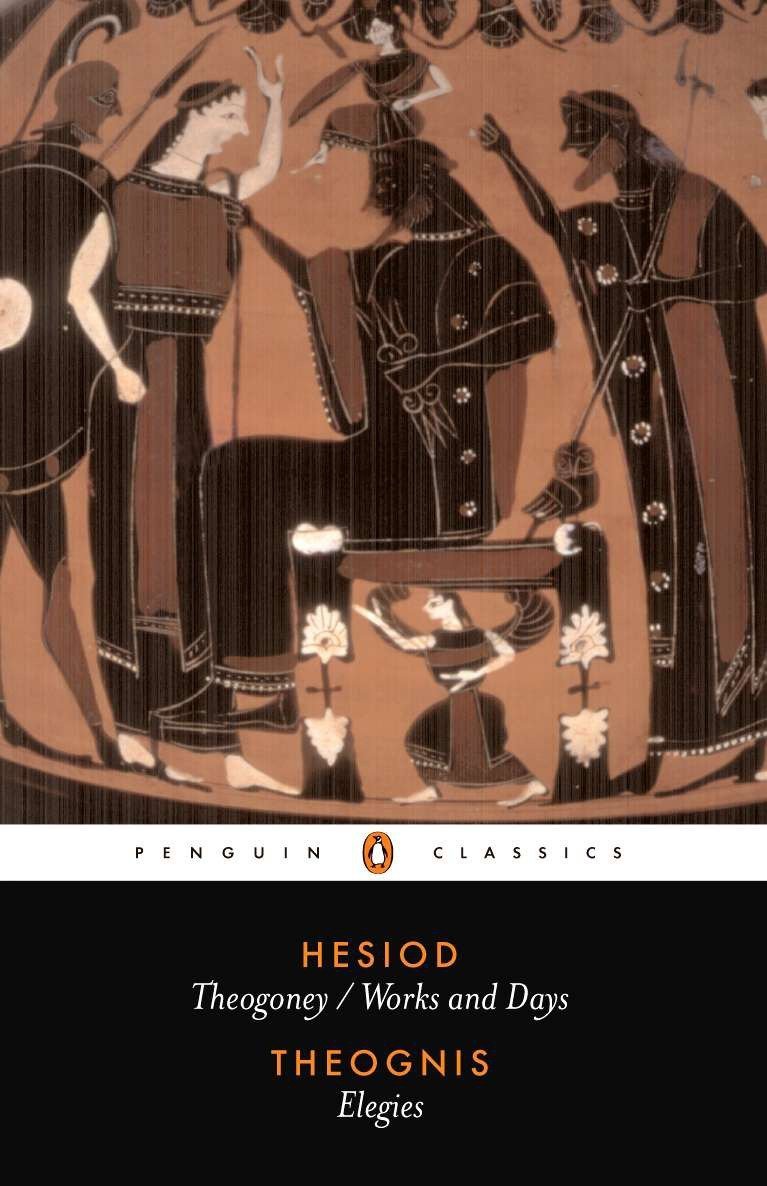 PENGUIN CLASSICS
HESIOD
Theogoney / Works and Days
THEOGNIS
Elegies